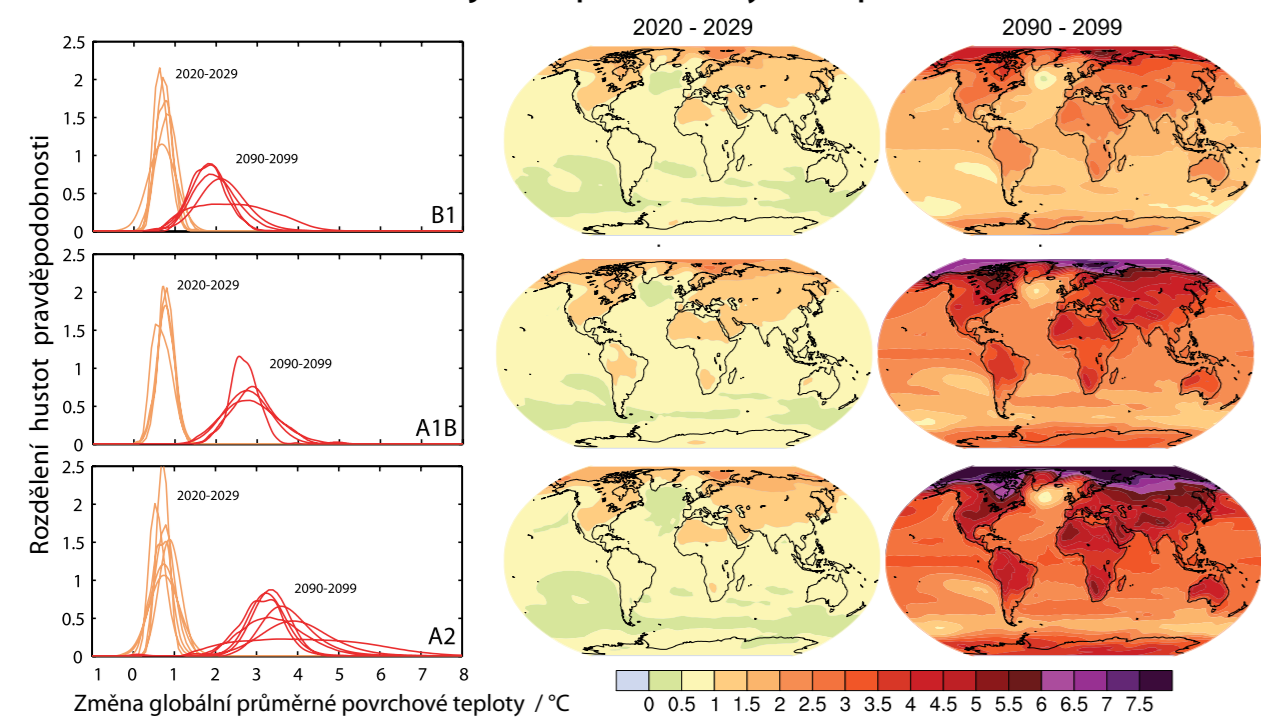 2020 - 2029
2090 - 2099
Rozdělení hustot pravděpodobnosti
2.5
2
1.5
1
0.5
0
2020-2029
2090-2099
B1
2.5
2
1.5
1
0.5
0
2020-2029
2090-2099
A1B
2.5
2
1.5
1
0.5
0
2020-2029
2090-2099
A2
1 0 1 2 3 4 5 6 7 8
Změna globální průměrné povrchové teploty / °C
0 0.5 1 1.5 2 2.5 3 3.5 4 4.5 5 5.5 6 6.5 7 7.5